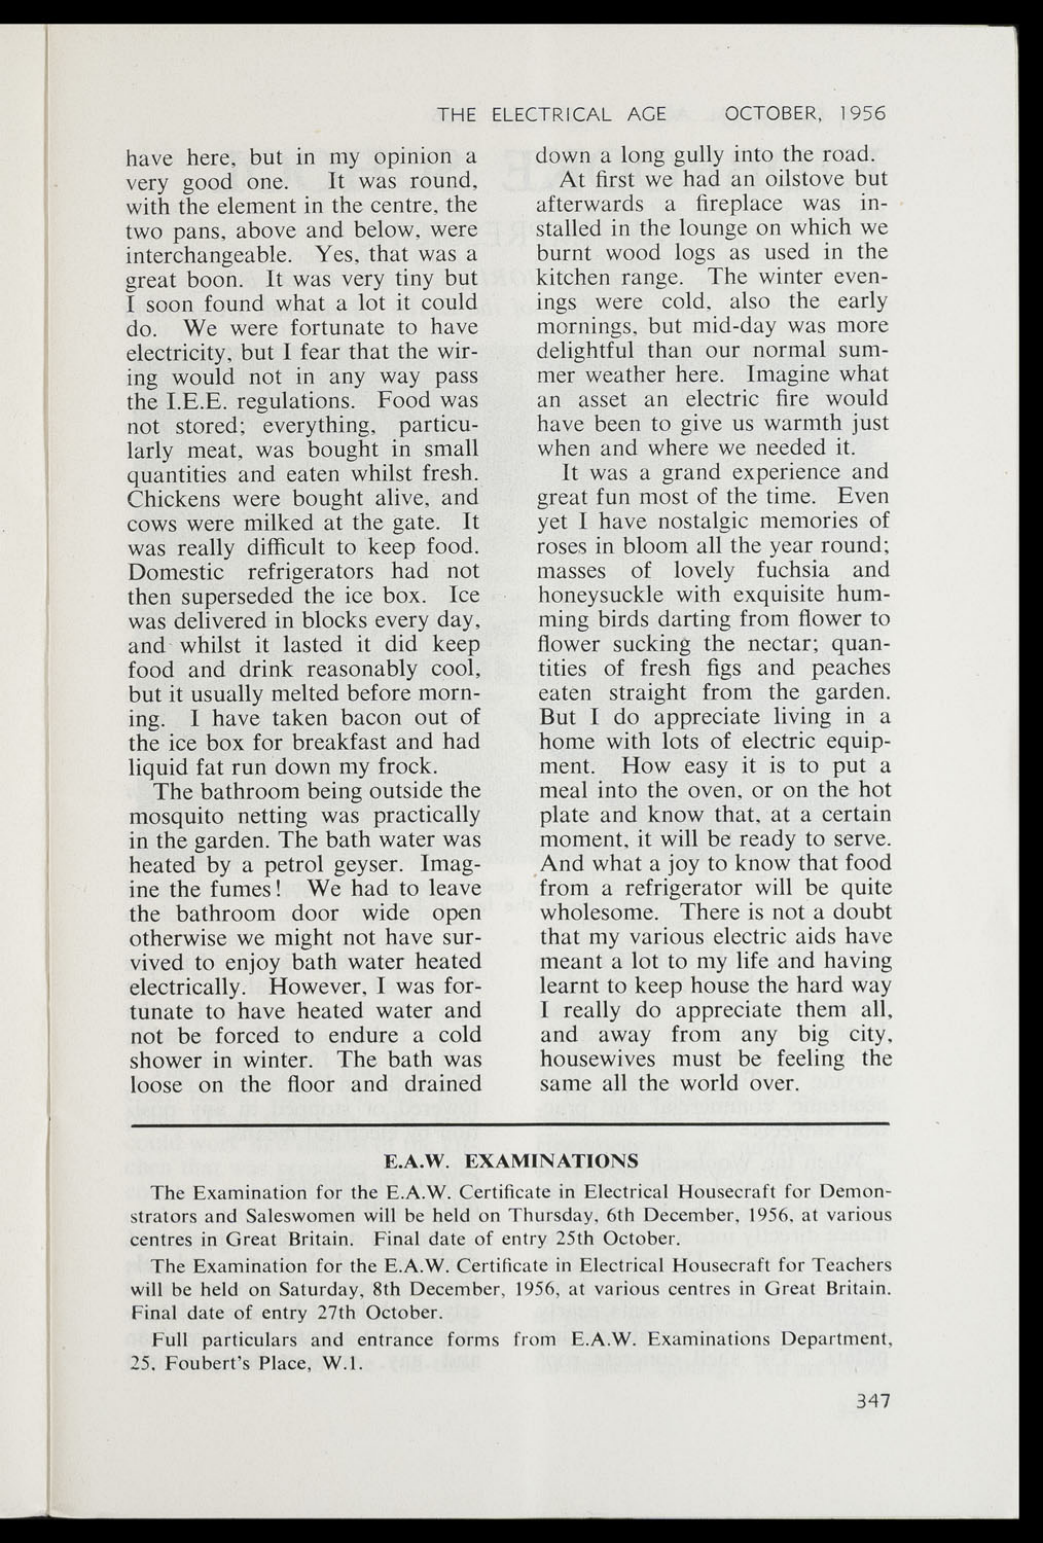 THE ELECTRICAL AGE OCTOBER, 1956
have here, but in my opinion a
very good one. It was round,
with the element in the centre, the
two pans, above and below, were
interchangeable. Yes, that was a
great boon. It was very tiny but
I soon found what a lot it could
do. We were fortunate to have
electricity, but I fear that the wir-
ing would not in any way pass
the I.E.E. regulations. Food was
not stored; everything, particu-
larly meat, was bought in small
quantities and eaten whilst fresh.
Chickens were bought alive, and
cows were milked at the gate. It
was really difficult to keep food.
Domestic refrigerators had not
then superseded the ice box. Ice
was delivered in blocks every day,
and whilst it lasted it did keep
food and drink reasonably cool,
but it usually melted before morn-
ing. I have taken bacon out of
the ice box for breakfast and had
liquid fat run down my frock.
The bathroom being outside the
mosquito netting was practically
in the garden. The bath water was
heated by a petrol geyser. Imag-
ine the fumes! We had to leave
the bathroom door wide open
otherwise we might not have sur-
vived to enjoy bath water heated
electrically. However, I was for-
tunate to have heated water and
not be forced to endure a cold
shower in winter. The bath was
loose on the floor and drained
down a long gully into the road.
At first we had an oilstove but
afterwards a fireplace was in-
stalled in the lounge on which we
burnt wood logs as used in the
kitchen range. The winter even-
ings were cold, also the early
mornings, but mid-day was more
delightful than our normal sum-
mer weather here. Imagine what
an asset an electric fire would
have been to give us warmth just
when and where we needed it.
It was a grand experience and
great fun most of the time. Even
yet I have nostalgic memories of
roses in bloom all the year round;
masses of lovely fuchsia and
honeysuckle with exquisite hum-
ming birds darting from flower to
flower sucking the nectar; quan-
tities of fresh figs and peaches
eaten straight from the garden.
But I do appreciate living in a
home with lots of electric equip-
ment. How easy it is to put a
meal into the oven, or on the hot
plate and know that, at a certain
moment, it will be ready to serve.
And what a joy to know that food
from a refrigerator will be quite
wholesome. There is not a doubt
that my various electric aids have
meant a lot to my life and having
learnt to keep house the hard way
I really do appreciate them all,
and away from any big city,
housewives must be feeling the
same all the world over.
E.A.W. EXAMINATIONS
The Examination for the E.A.W. Certificate in Electrical Housecraft for Demon-
strators and Saleswomen will be held on Thursday, 6th December, 1956, at various
centres in Great Britain. Final date of entry 25th October.
The Examination for the E.A.W. Certificate in Electrical Housecraft for Teachers
will be held on Saturday, 8th December, 1956, at various centres in Great Britain.
Final date of entry 27th October.
Full particulars and entrance forms from E.A.W. Examinations Department,
25, Foubert's Place, W.1.
347